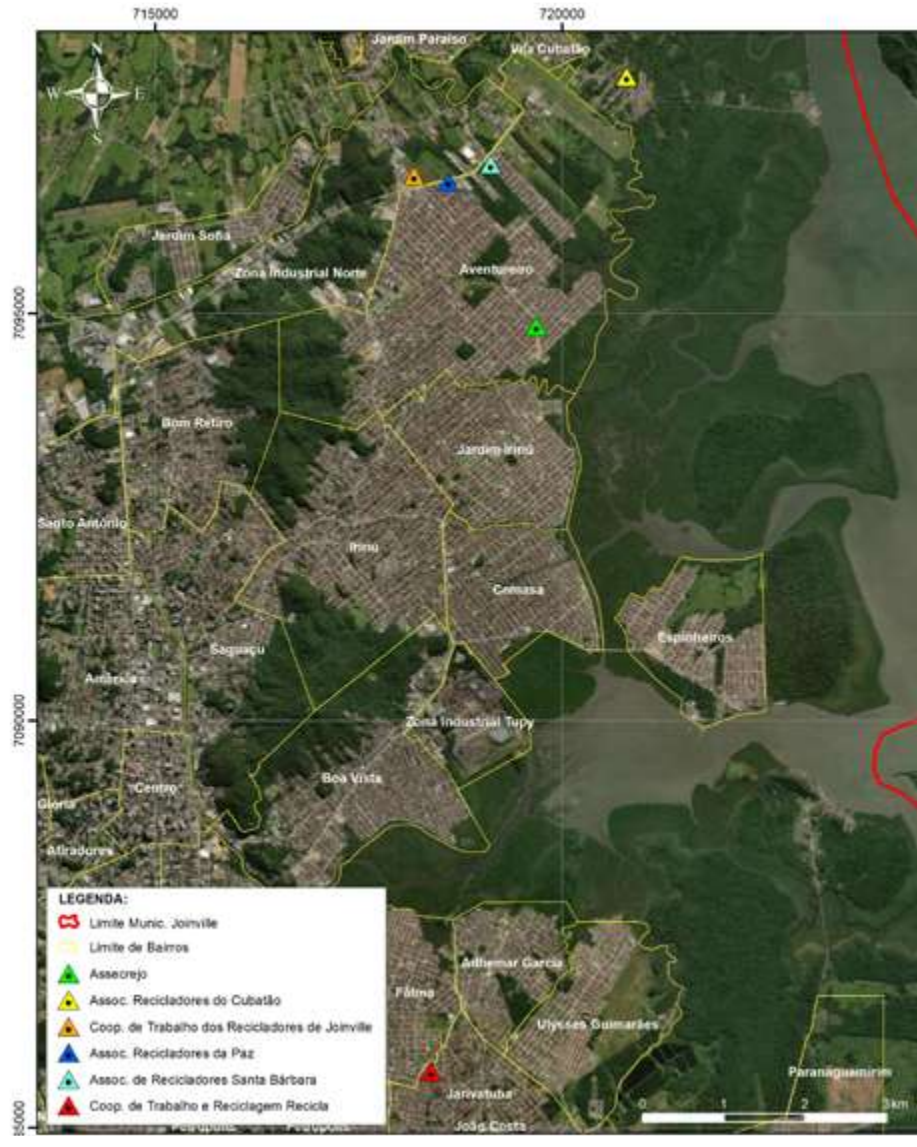 715000
720000
Jardim Paraíso
Vila Cubatão
N
W
E
S
Jardim Sofia
Zona Industrial Norte
Aventureiro
7095000
Bom Retiro
Jardim Iririú
Santo Antônio
Iririú
Comasa
Espinheiros
Saguaçú
América
7090000
Zona Industrial Tupy
Boa Vista
Centro
Glória
Atiradores
LEGENDA:
Limite Munic. Joinville
Limite de Bairros
Assecrejo
Assoc. Recicladores do Cubatão
Coop. de Trabalho dos Recicladores de Joinville
Assoc. Recicladores da Paz
Assoc. de Recicladores Santa Bárbara
Coop. de Trabalho e Reciclagem Recicla
Adhemar Garcia
Fátima
Ulysses Guimarães
Paranaguamirim
Jarivatuba
João Costa
0 1 2 3 km
85000
Petrópolis
Petrópolis